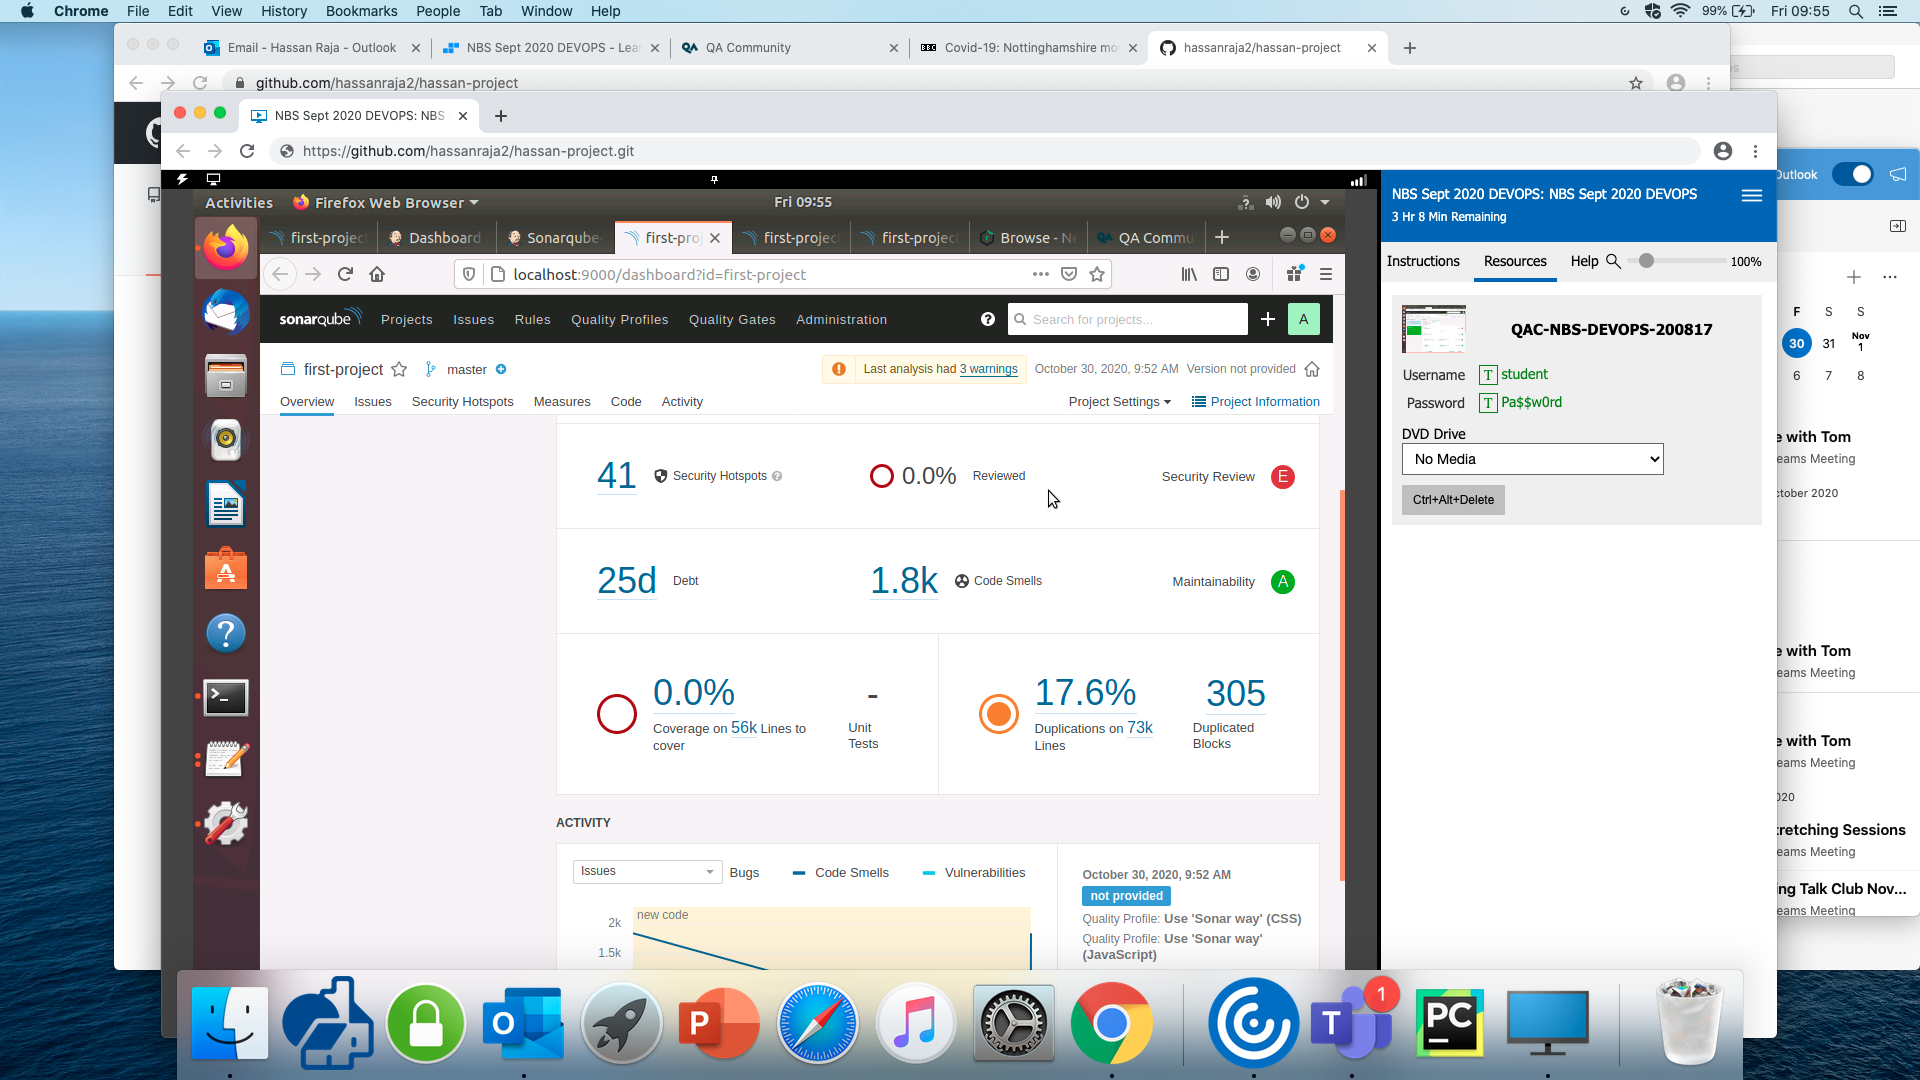 Chrome File Edit View History Bookmarks People Tab Window Help
99% Fri 09:55
Email - Hassan Raja - Outlook
NBS Sept 2020 DEVOPS - Lea
QA Community
BBC Covid-19: Nottinghamshire mo
hassanraja2/hassan-project
github.com/hassanraja2/hassan-project
NBS Sept 2020 DEVOPS: NBS
https://github.com/hassanraja2/hassan-project.git
Activities Firefox Web Browser
Fri 09:55
first-project
Dashboard
Sonarqube-
first-pro
first-project
first-project
Browse - Ne
QA Commu
localhost:9000/dashboard?id=first-project
sonarqube Projects Issues Rules Quality Profiles Quality Gates Administration
Search for projects...
A
first-project master
Last analysis had 3 warnings
October 30, 2020, 9:52 AM Version not provided
Overview Issues Security Hotspots Measures Code Activity
Project Settings Project Information
41 Security Hotspots
0.0% Reviewed
Security Review E
25d Debt
1.8k Code Smells
Maintainability A
0.0%
Coverage on 56k Lines to
cover
-
Unit
Tests
17.6%
Duplications on 73k
Lines
305
Duplicated
Blocks
ACTIVITY
Issues
Bugs Code Smells Vulnerabilities
new code
2k
1.5k
October 30, 2020, 9:52 AM
not provided
Quality Profile: Use 'Sonar way' (CSS)
Quality Profile: Use 'Sonar way'
(JavaScript)
NBS Sept 2020 DEVOPS: NBS Sept 2020 DEVOPS
3 Hr 8 Min Remaining
Instructions Resources Help 100%
QAC-NBS-DEVOPS-200817
Username T student
Password T Pa$$w0rd
DVD Drive
No Media
Ctrl+Alt+Delete
Outlook
F S S
30 31 Nov
1
6 7 8
e with Tom
eams Meeting
ctober 2020
e with Tom
eams Meeting
e with Tom
eams Meeting
020
tretching Sessions
eams Meeting
ing Talk Club Nov...
eams Meeting
O
P
T
1
PC